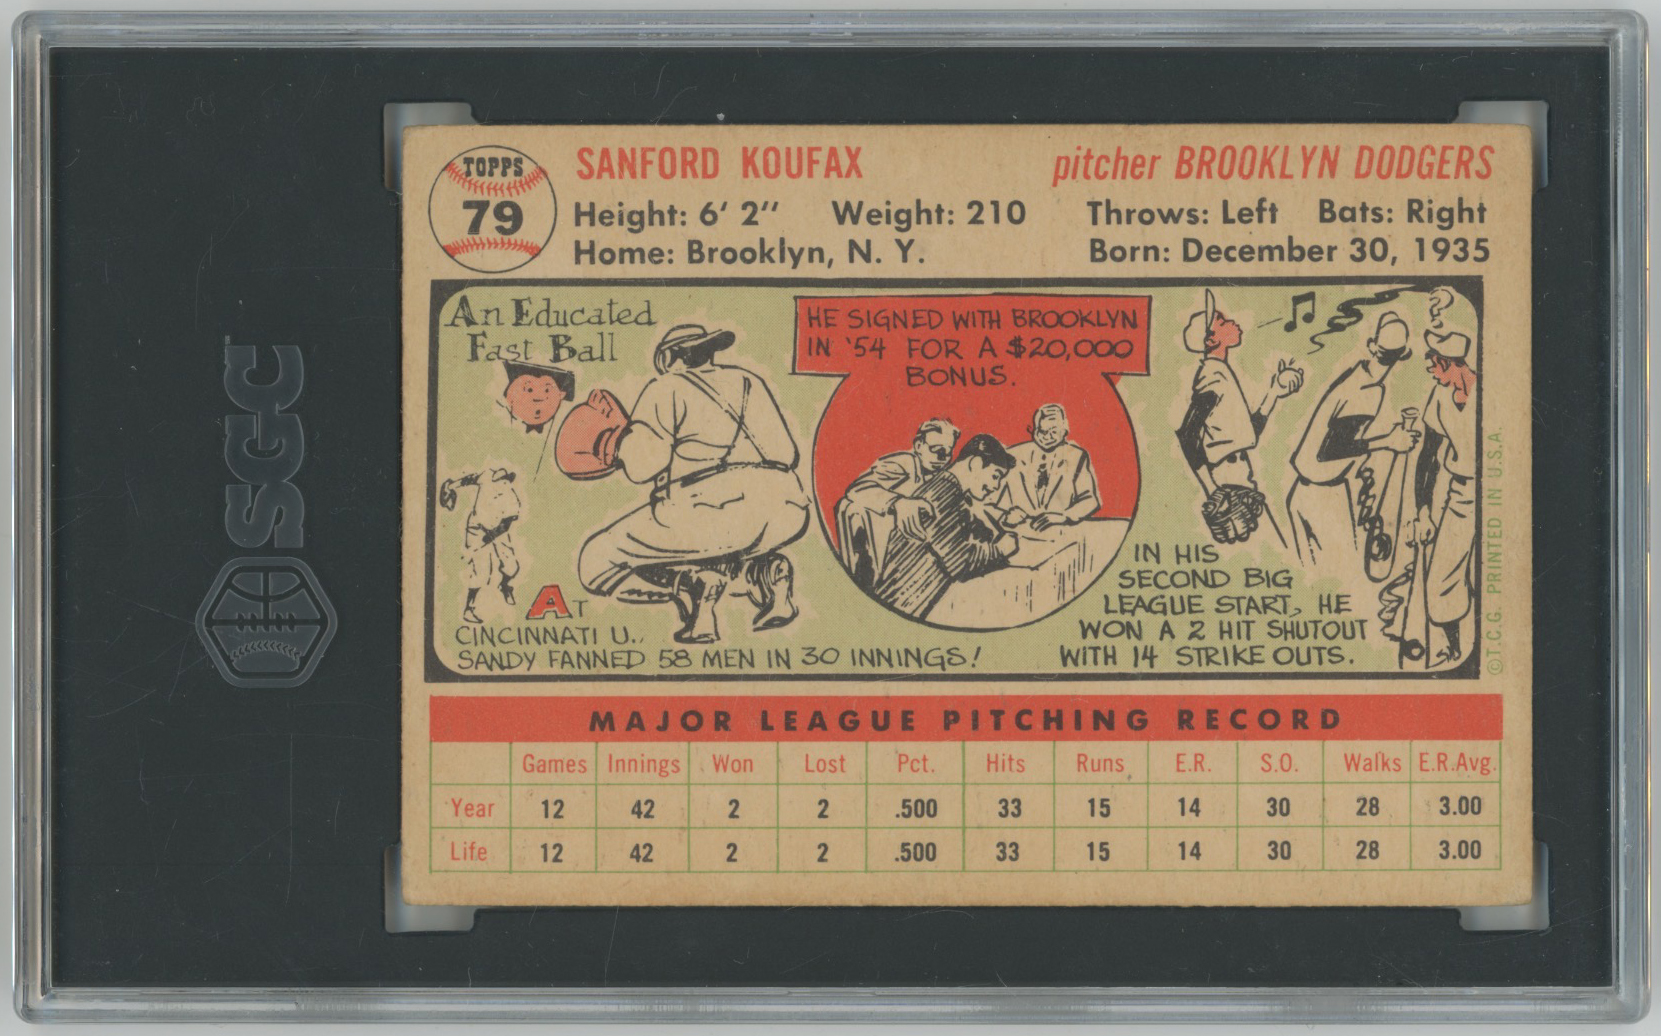 SGC
TOPPS
79
SANFORD KOUFAX
pitcher BROOKLYN DODGERS
Height: 6' 2" Weight: 210 Throws: Left Bats: Right
Home: Brooklyn, N. Y. Born: December 30, 1935
An Educated
Fast Ball
AT
CINCINNATI U.,
SANDY FANNED 58 MEN IN 30 INNINGS!
HE SIGNED WITH BROOKLYN
IN '54 FOR A $20,000
BONUS.
IN HIS
SECOND BIG
LEAGUE START, HE
WON A 2 HIT SHUTOUT
WITH 14 STRIKE OUTS.
©T.C.G. PRINTED IN U.S.A.
MAJOR LEAGUE PITCHING RECORD
Games Innings Won Lost Pct. Hits Runs E.R. S.O. Walks E.R.Avg.
Year 12 42 2 2 .500 33 15 14 30 28 3.00
Life 12 42 2 2 .500 33 15 14 30 28 3.00